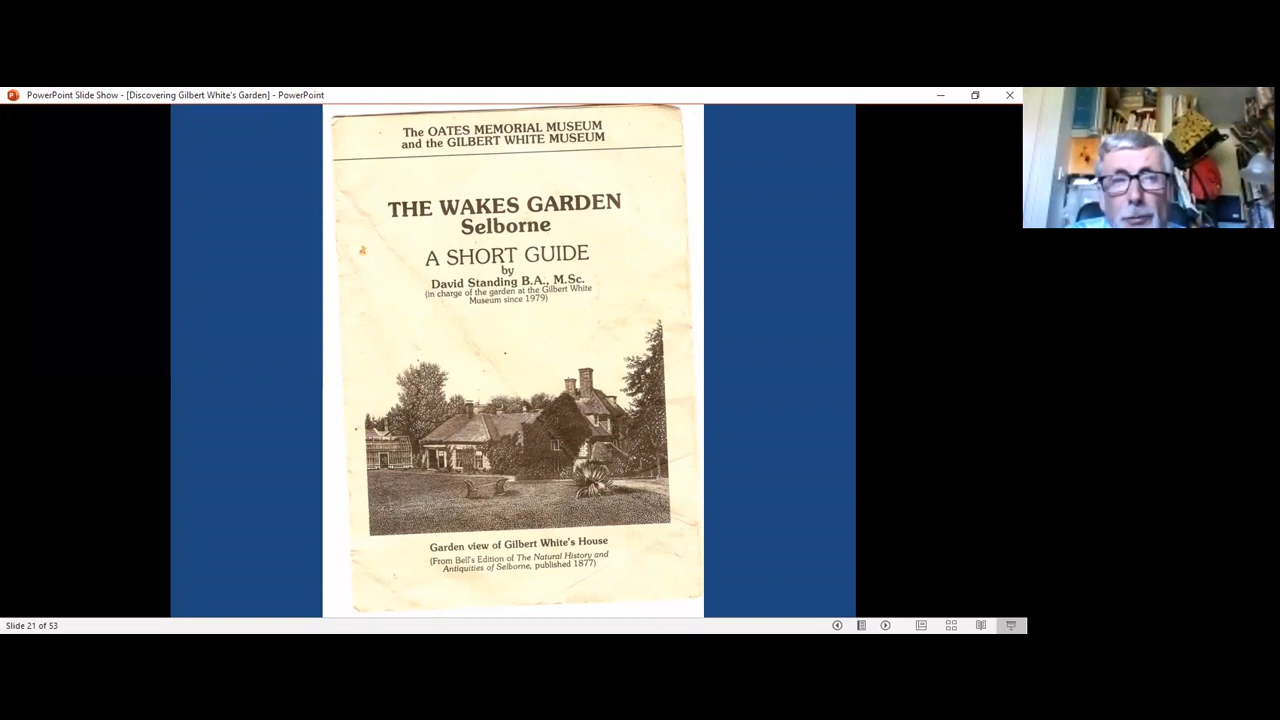 PowerPoint Slide Show - [Discovering Gilbert White's Garden] - PowerPoint
The OATES MEMORIAL MUSEUM
and the GILBERT WHITE MUSEUM
THE WAKES GARDEN
Selborne
A SHORT GUIDE
by
David Standing B.A., M.Sc.
(in charge of the garden at the Gilbert White
Museum since 1979)
Garden view of Gilbert White's House
(From Bell's Edition of The Natural History and
Antiquities of Selborne, published 1877)
Slide 21 of 53